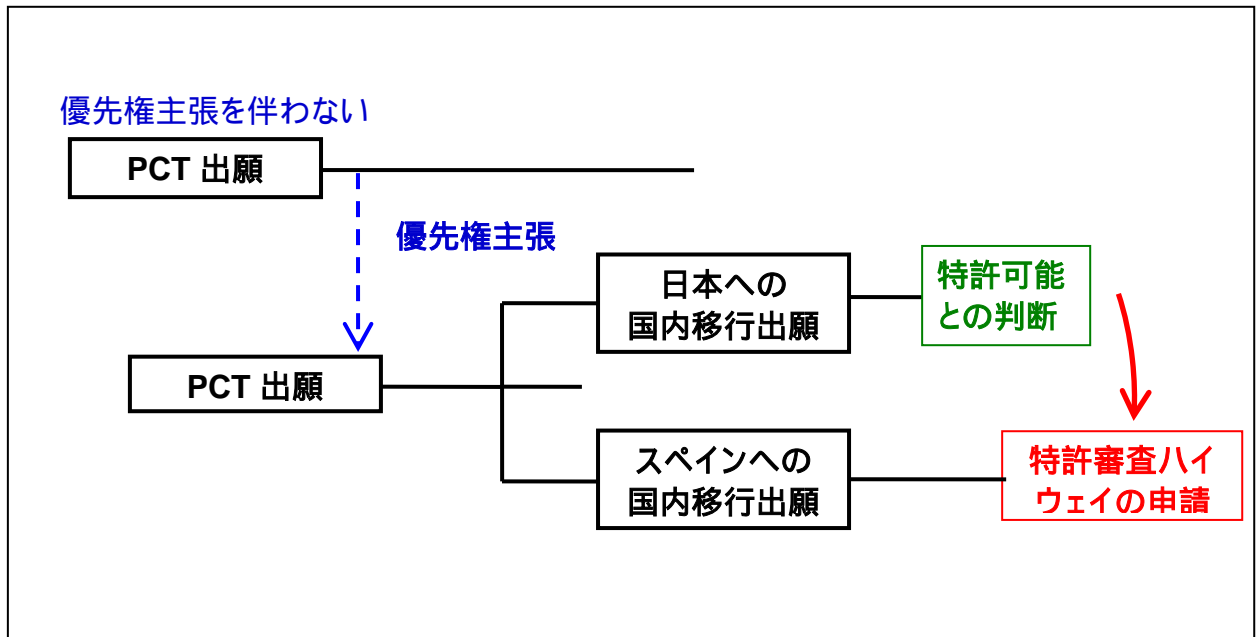 優先権主張を伴わない
PCT 出願
優先権主張
日本への
国内移行出願
特許可能
との判断
PCT 出願
スペインへの
国内移行出願
特許審査ハイ
ウェイの申請